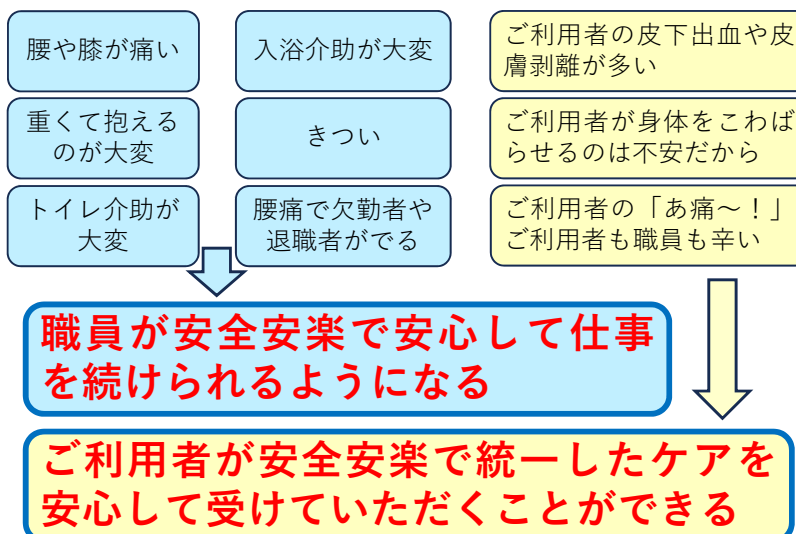 腰や膝が痛い
入浴介助が大変
ご利用者の皮下出血や皮
膚剥離が多い
重くて抱える
のが大変
きつい
ご利用者が身体をこわば
らせるのは不安だから
トイレ介助が
大変
腰痛で欠勤者や
退職者がでる
ご利用者の「あ痛～！」
ご利用者も職員も辛い
職員が安全安楽で安心して仕事
を続けられるようになる
ご利用者が安全安楽で統一したケアを
安心して受けていただくことができる